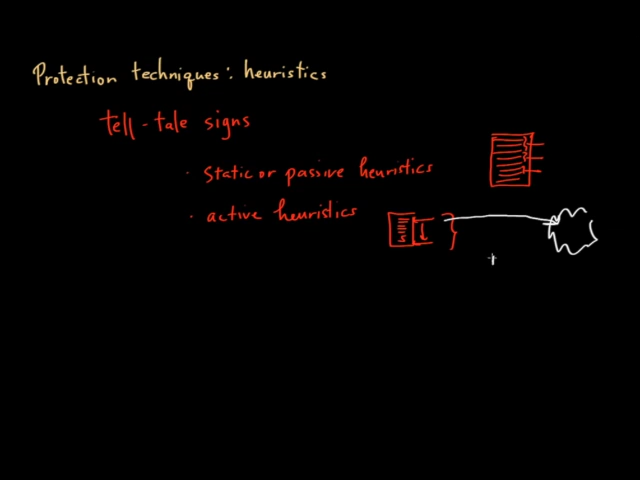 Protection techniques: heuristics
tell-tale signs
· Static or passive heuristics
· active heuristics